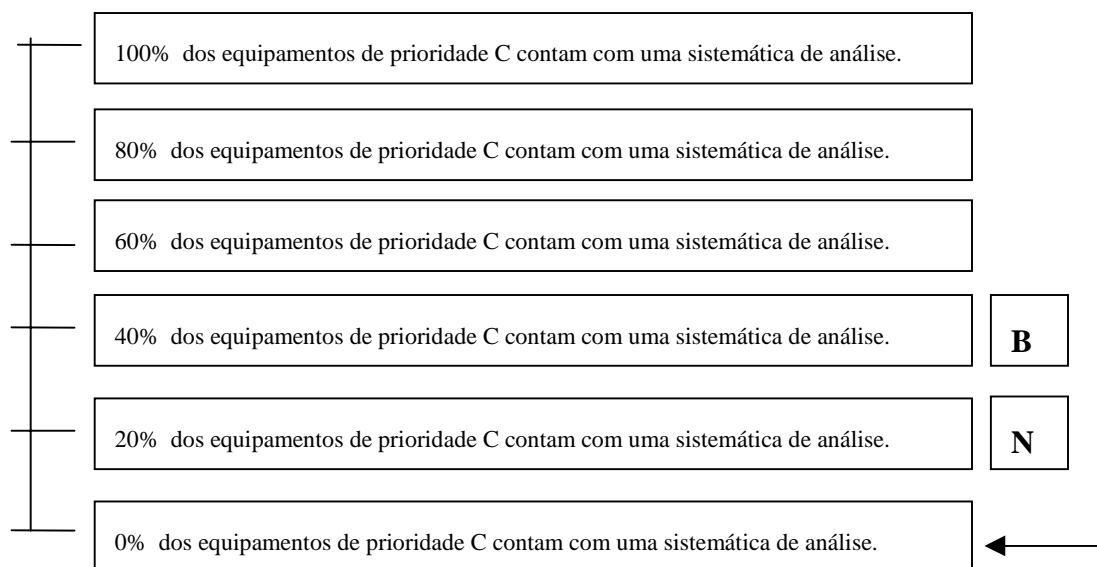 100% dos equipamentos de prioridade C contam com uma sistemática de análise.
80% dos equipamentos de prioridade C contam com uma sistemática de análise.
60% dos equipamentos de prioridade C contam com uma sistemática de análise.
40% dos equipamentos de prioridade C contam com uma sistemática de análise.
B
20% dos equipamentos de prioridade C contam com uma sistemática de análise.
N
0% dos equipamentos de prioridade C contam com uma sistemática de análise.